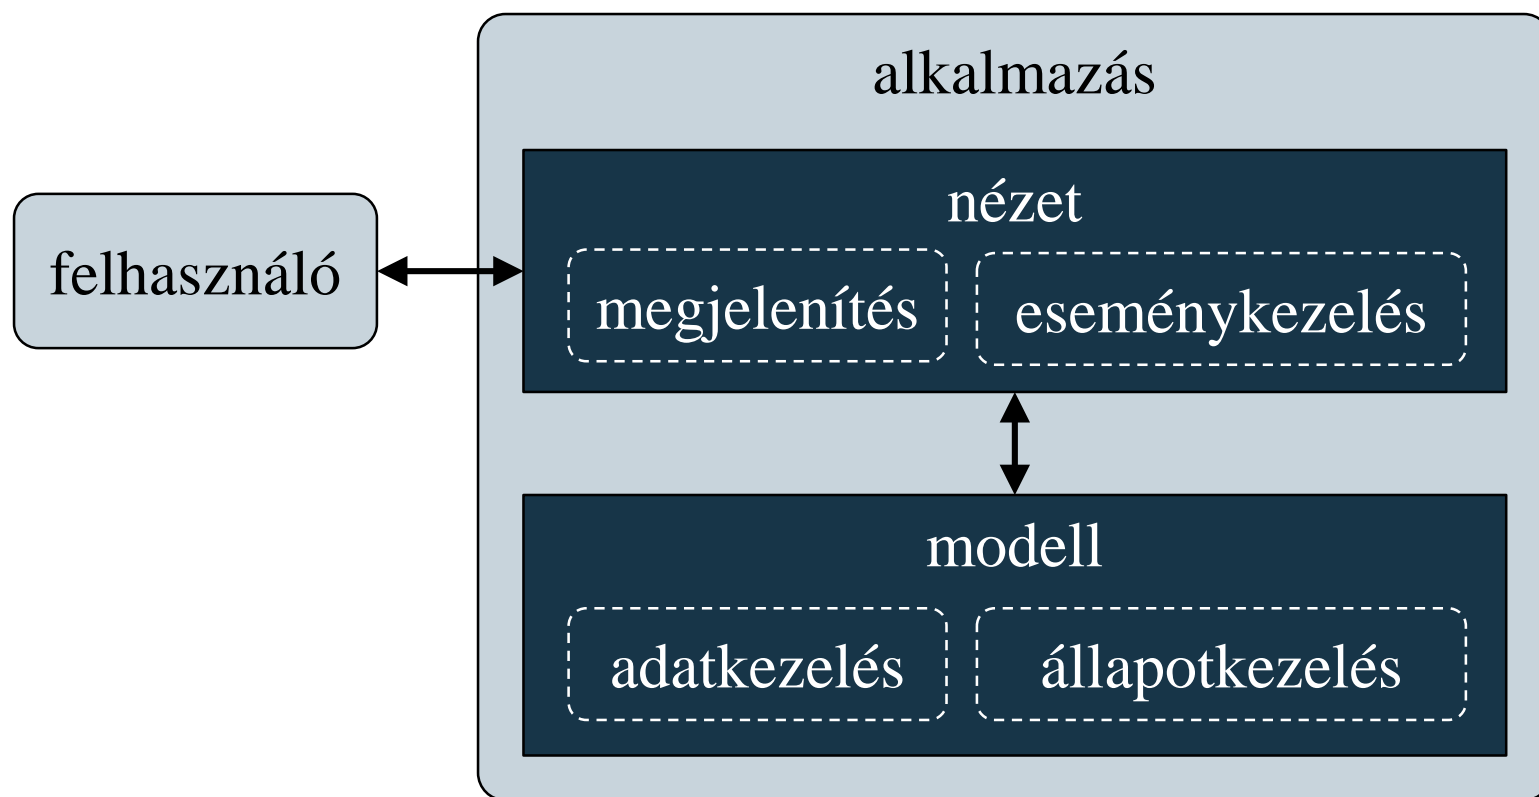 alkalmazás
nézet
felhasználó
megjelenítés
eseménykezelés
modell
adatkezelés
állapotkezelés